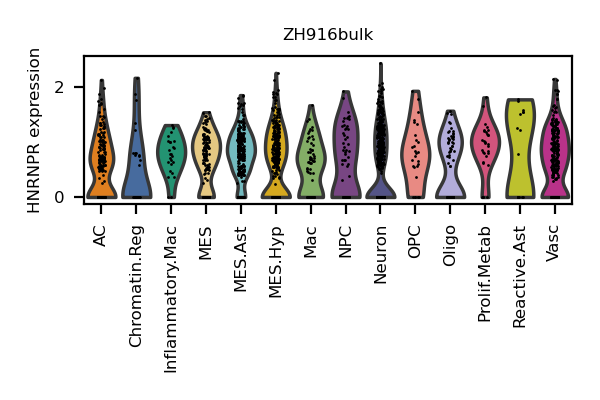 ZH916bulk
HNRNPR expression
2
0
AC
Chromatin.Reg
Inflammatory.Mac
MES
MES.Ast
MES.Hyp
Mac
NPC
Neuron
OPC
Oligo
Prolif.Metab
Reactive.Ast
Vasc